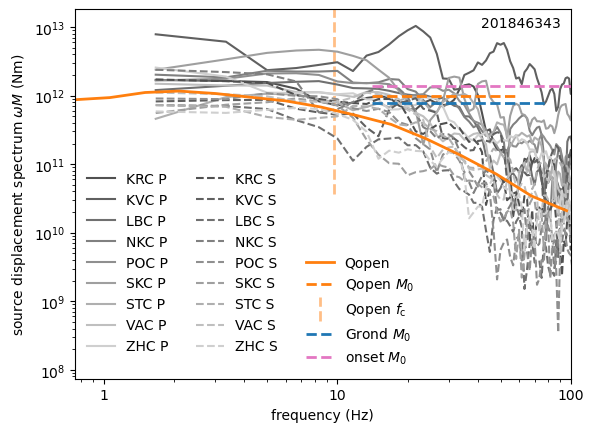 201846343
source displacement spectrum ωM (Nm)
10¹³
10¹²
10¹¹
10¹⁰
10⁹
10⁸
KRC P
KVC P
LBC P
NKC P
POC P
SKC P
STC P
VAC P
ZHC P
KRC S
KVC S
LBC S
NKC S
POC S
SKC S
STC S
VAC S
ZHC S
Qopen
Qopen M₀
Qopen f_c
Grond M₀
onset M₀
1
10
100
frequency (Hz)